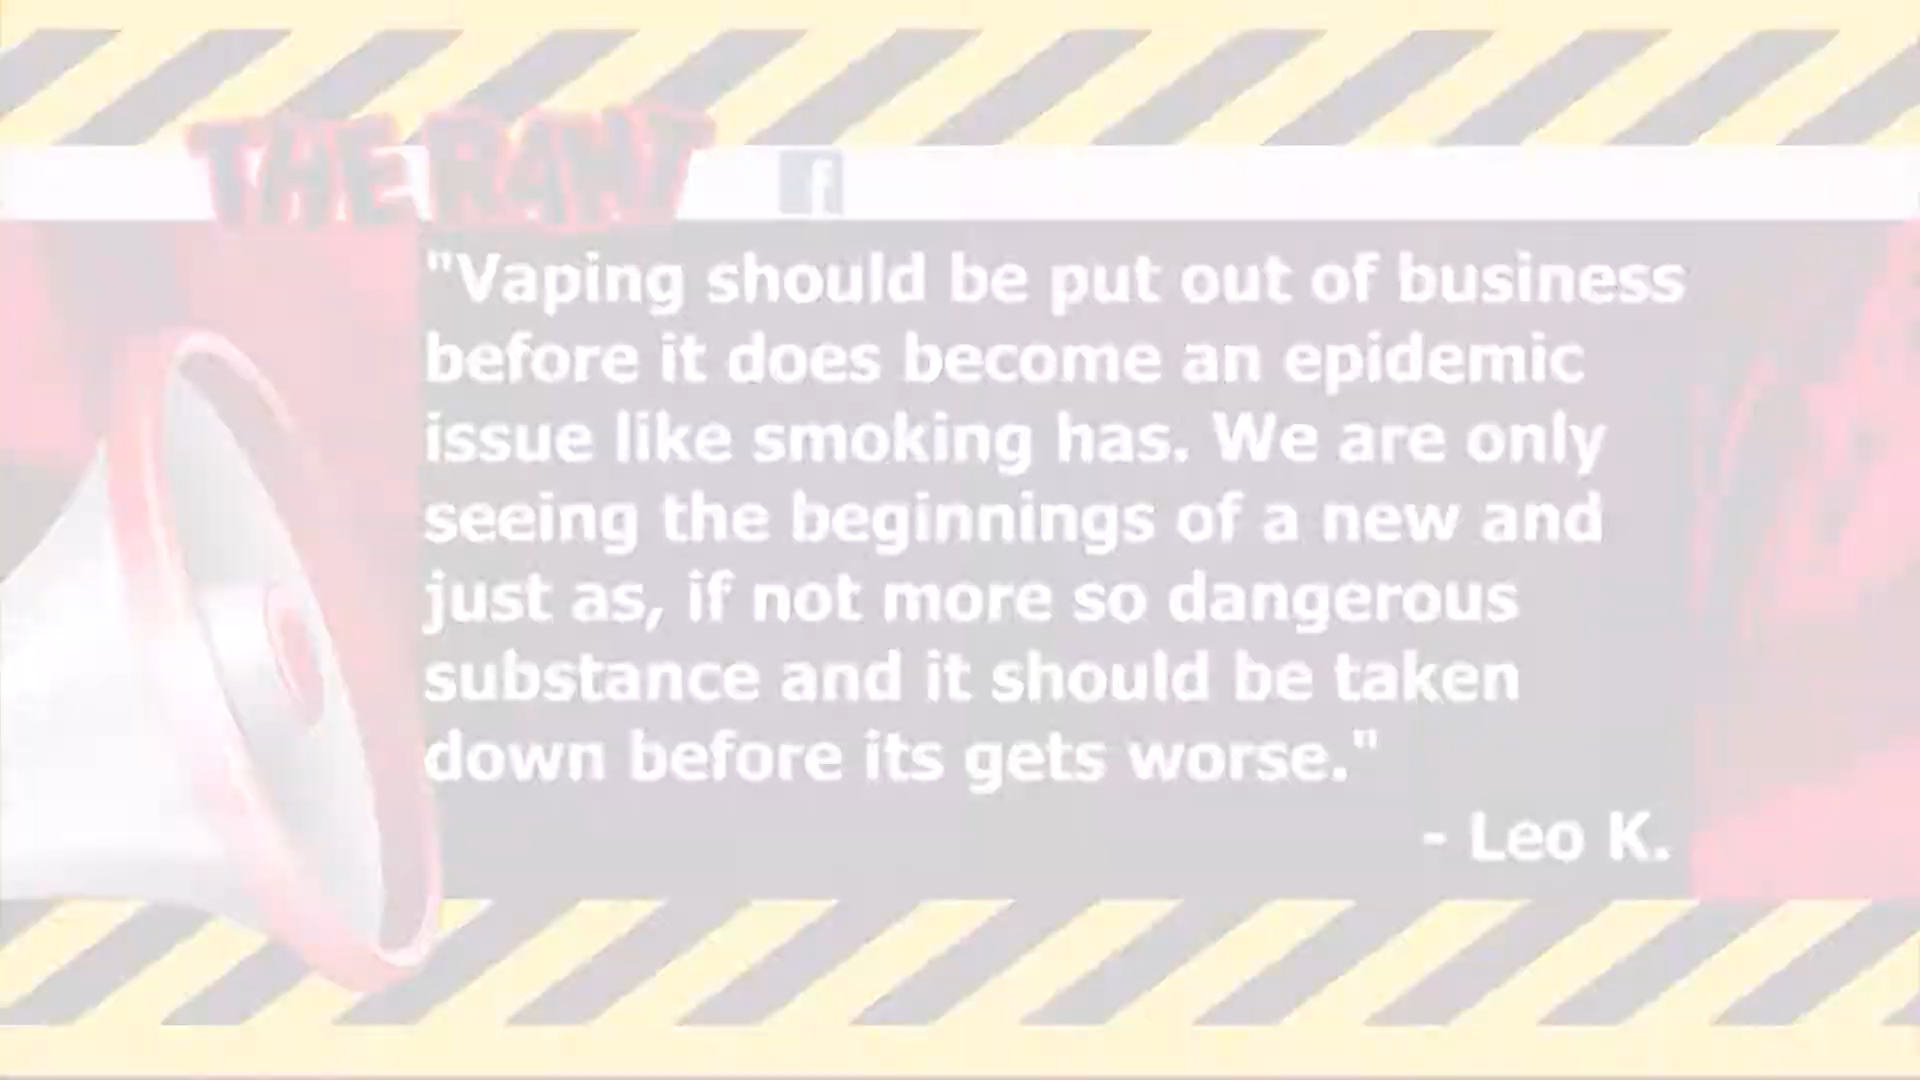 THE RANT
f
"Vaping should be put out of business
before it does become an epidemic
issue like smoking has. We are only
seeing the beginnings of a new and
just as, if not more so dangerous
substance and it should be taken
down before its gets worse."
- Leo K.